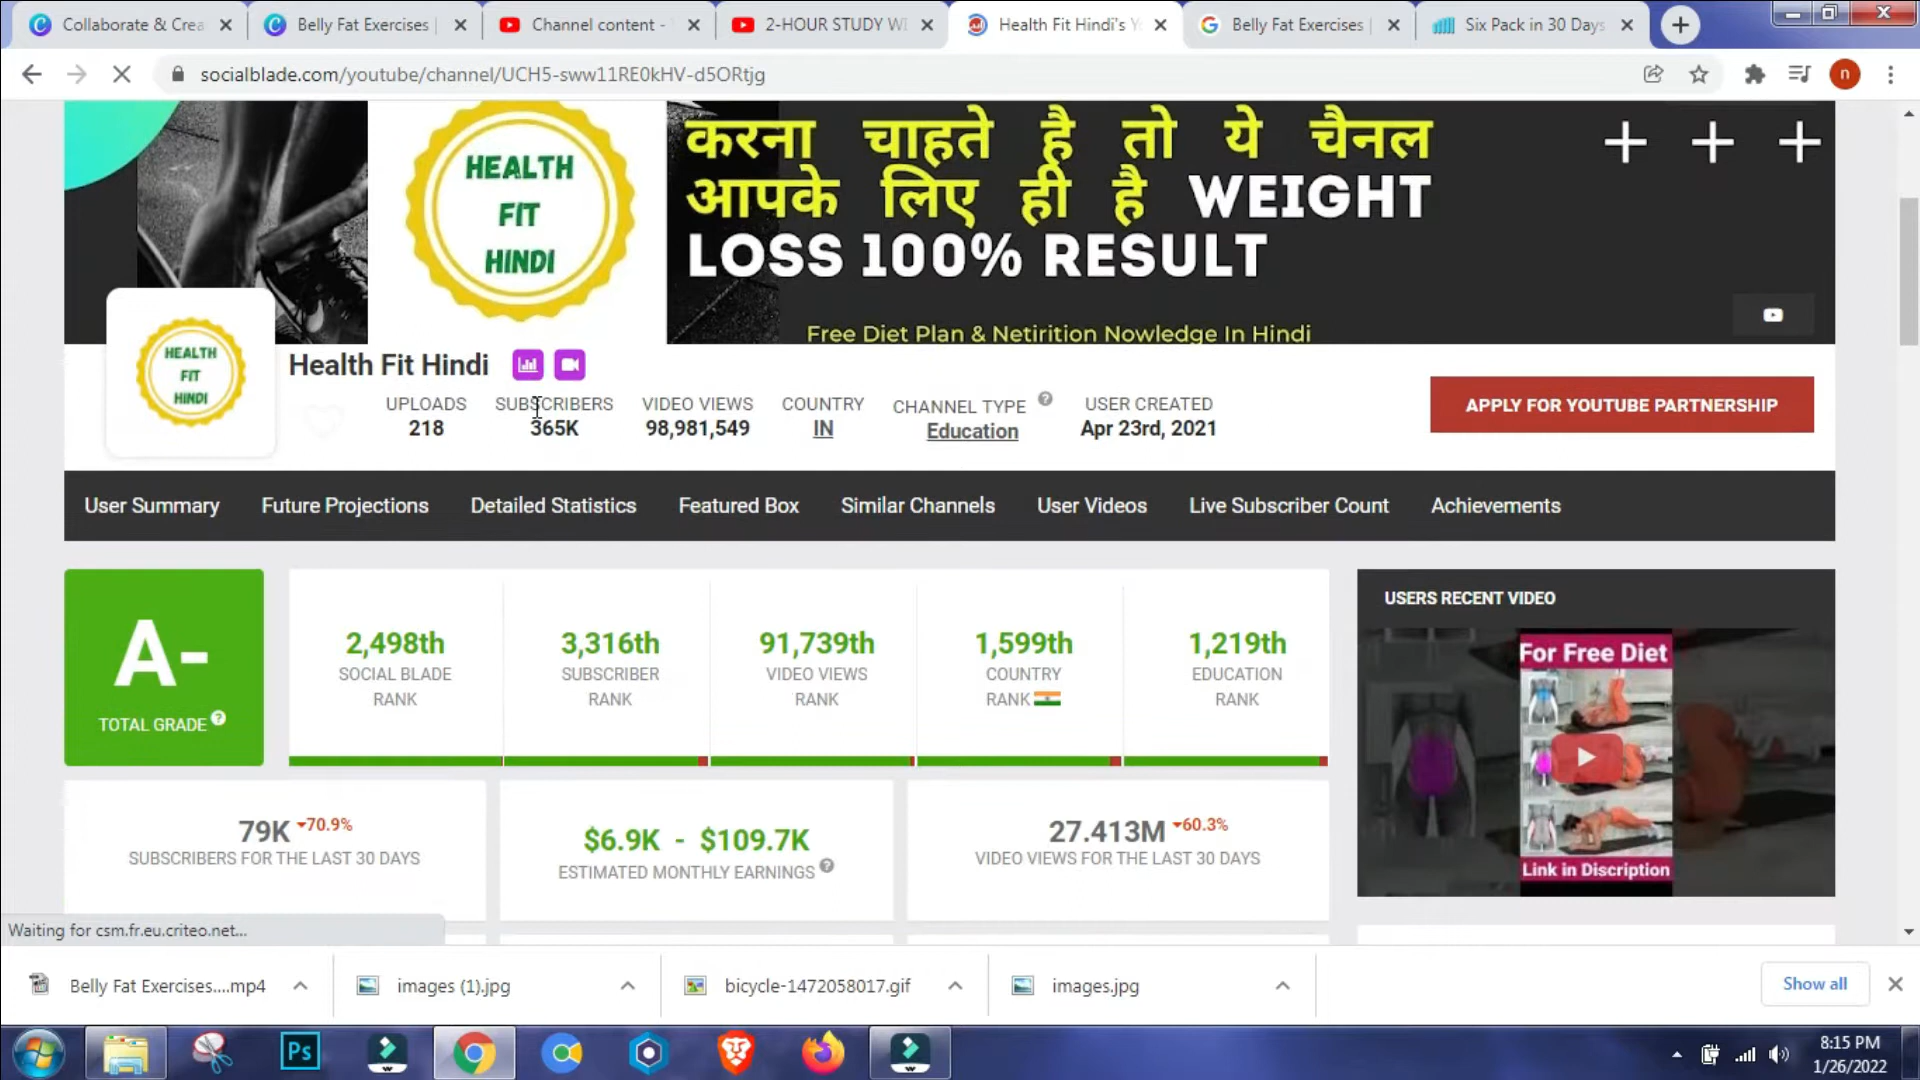 Collaborate & Crea
Belly Fat Exercises |
Channel content -
2-HOUR STUDY WI
Health Fit Hindi's Y
Belly Fat Exercises |
Six Pack in 30 Days
socialblade.com/youtube/channel/UCH5-sww11RE0kHV-d5ORtjg
n
HEALTH
FIT
HINDI
करना चाहते है तो ये चैनल
आपके लिए ही है WEIGHT
LOSS 100% RESULT
Free Diet Plan & Netirition Nowledge In Hindi
HEALTH
FIT
HINDI
Health Fit Hindi
UPLOADS
218
SUBSCRIBERS
365K
VIDEO VIEWS
98,981,549
COUNTRY
IN
CHANNEL TYPE
Education
USER CREATED
Apr 23rd, 2021
APPLY FOR YOUTUBE PARTNERSHIP
User Summary
Future Projections
Detailed Statistics
Featured Box
Similar Channels
User Videos
Live Subscriber Count
Achievements
A-
TOTAL GRADE
2,498th
SOCIAL BLADE
RANK
3,316th
SUBSCRIBER
RANK
91,739th
VIDEO VIEWS
RANK
1,599th
COUNTRY
RANK
1,219th
EDUCATION
RANK
USERS RECENT VIDEO
For Free Diet
Link in Discription
79K 70.9%
SUBSCRIBERS FOR THE LAST 30 DAYS
$6.9K - $109.7K
ESTIMATED MONTHLY EARNINGS
27.413M 60.3%
VIDEO VIEWS FOR THE LAST 30 DAYS
Waiting for csm.fr.eu.criteo.net...
Belly Fat Exercises....mp4
images (1).jpg
bicycle-1472058017.gif
images.jpg
Show all
Ps
8:15 PM
1/26/2022